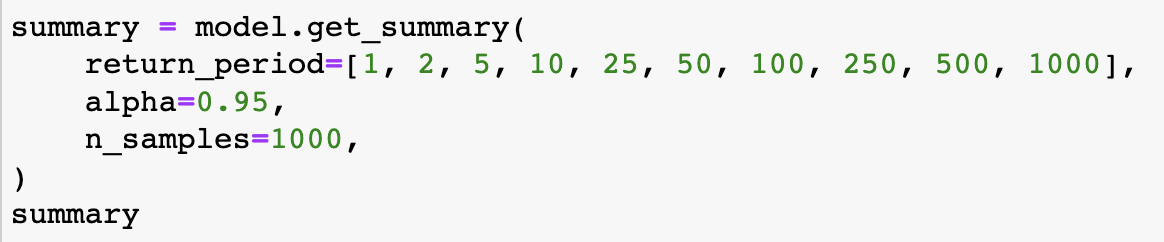 summary = model.get_summary(
    return_period=[1, 2, 5, 10, 25, 50, 100, 250, 500, 1000],
    alpha=0.95,
    n_samples=1000,
)
summary